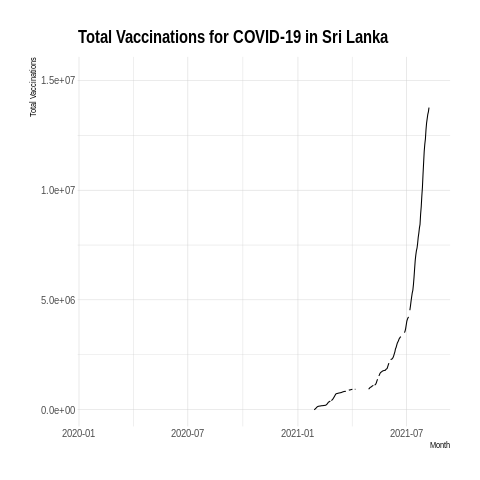 Total Vaccinations for COVID-19 in Sri Lanka
Total Vaccinations
1.5e+07
1.0e+07
5.0e+06
0.0e+00
2020-01 2020-07 2021-01 2021-07
Month